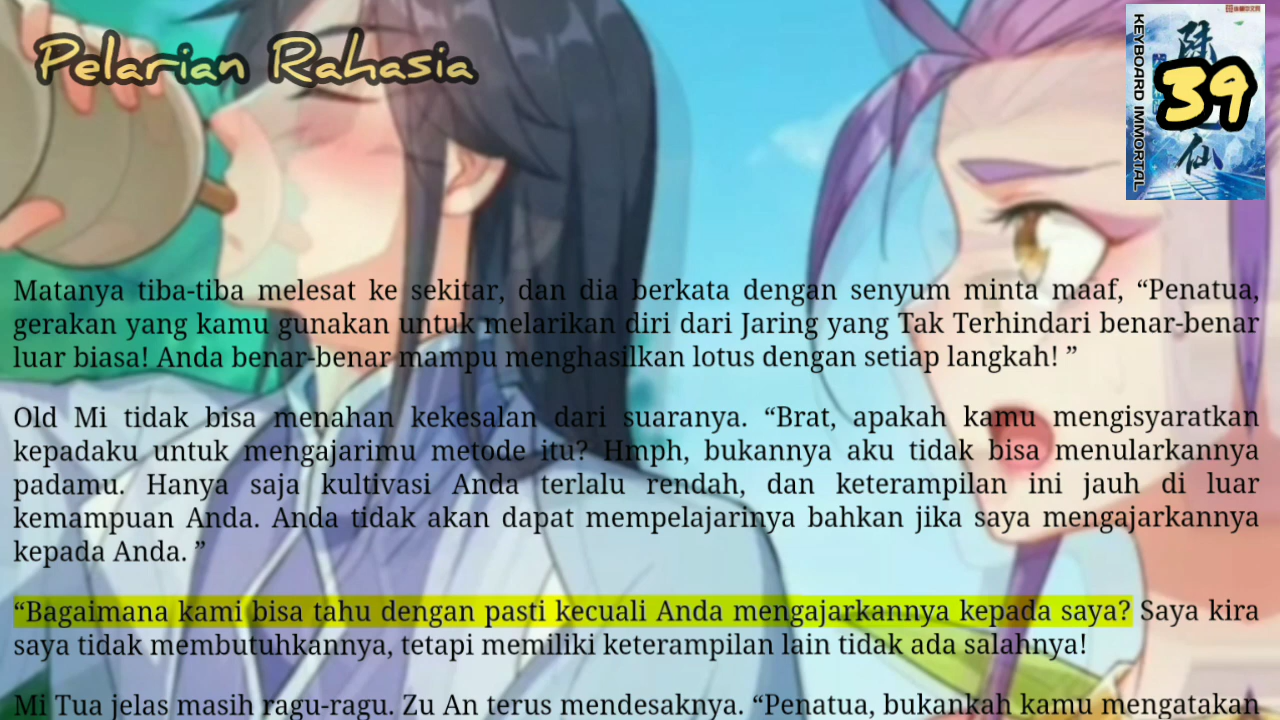 Pelarian Rahasia
KEYBOARD IMMORTAL
39
仙
Matanya tiba-tiba melesat ke sekitar, dan dia berkata dengan senyum minta maaf, “Penatua,
gerakan yang kamu gunakan untuk melarikan diri dari Jaring yang Tak Terhindari benar-benar
luar biasa! Anda benar-benar mampu menghasilkan lotus dengan setiap langkah! ”
Old Mi tidak bisa menahan kekesalan dari suaranya. “Brat, apakah kamu mengisyaratkan
kepadaku untuk mengajarimu metode itu? Hmph, bukannya aku tidak bisa menularkannya
padamu. Hanya saja kultivasi Anda terlalu rendah, dan keterampilan ini jauh di luar
kemampuan Anda. Anda tidak akan dapat mempelajarinya bahkan jika saya mengajarkannya
kepada Anda. ”
“Bagaimana kami bisa tahu dengan pasti kecuali Anda mengajarkannya kepada saya? Saya kira
saya tidak membutuhkannya, tetapi memiliki keterampilan lain tidak ada salahnya!
Mi Tua jelas masih ragu-ragu. Zu An terus mendesaknya. “Penatua, bukankah kamu mengatakan